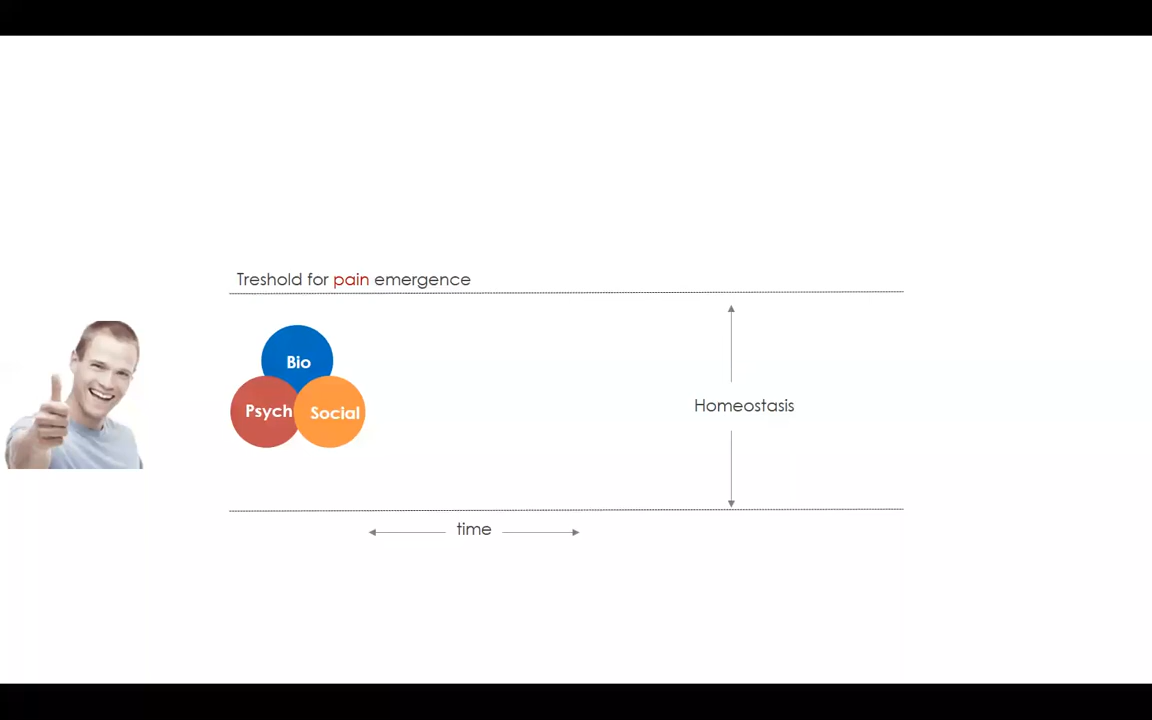 Treshold for pain emergence
Bio
Psych
Social
Homeostasis
time